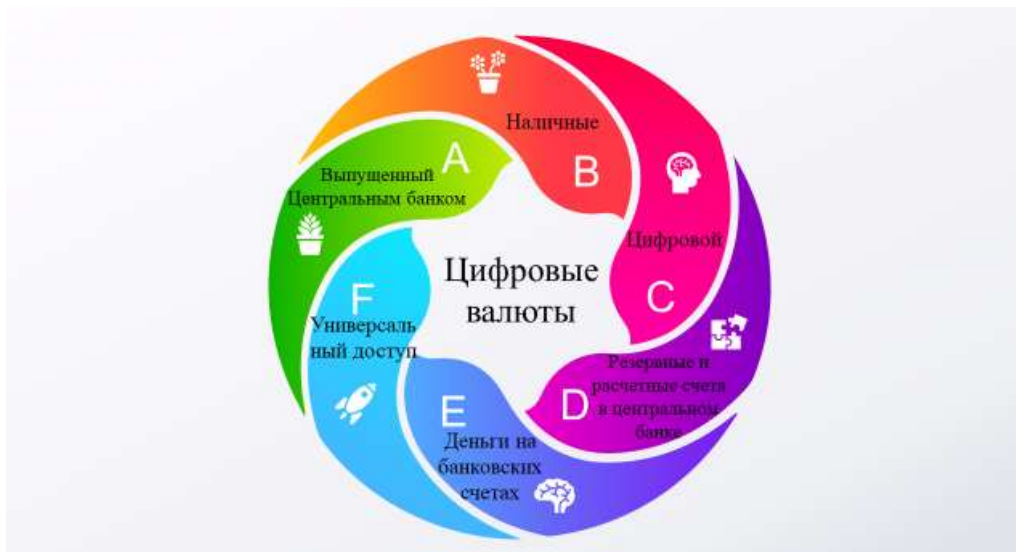 Цифровые
валюты
A
Выпущенный
Центральным банком
B
Наличные
C
Цифровой
D
Резервные и
расчетные счета
в центральном
банке
E
Деньги на
банковских
счетах
F
Универсаль
ный доступ